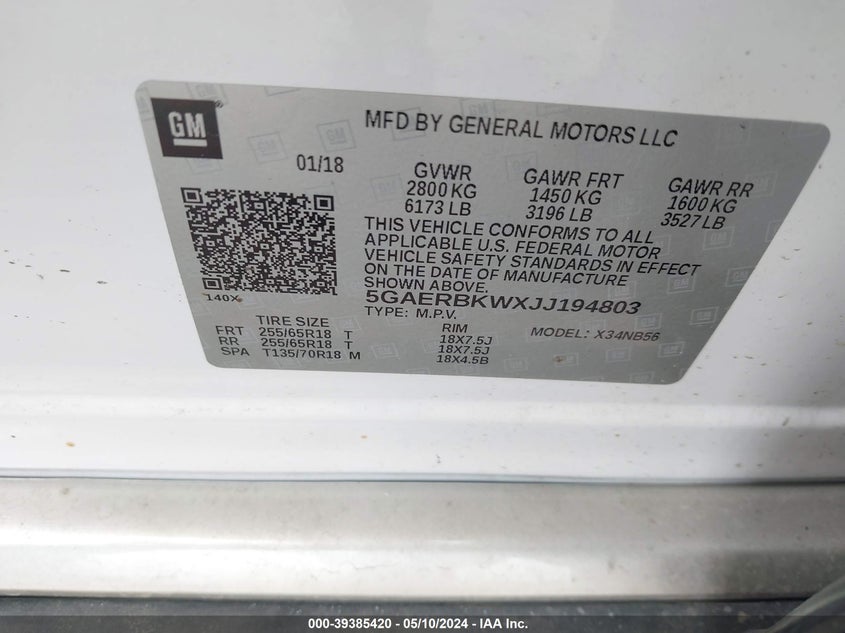 GM
®
MFD BY GENERAL MOTORS LLC
01/18
GVWR
2800 KG
6173 LB
GAWR FRT
1450 KG
3196 LB
GAWR RR
1600 KG
3527 LB
THIS VEHICLE CONFORMS TO ALL
APPLICABLE U.S. FEDERAL MOTOR
VEHICLE SAFETY STANDARDS IN EFFECT
ON THE DATE OF MANUFACTURE
SHOWN ABOVE.
140X
5GAERBKWXJJ194803
TYPE: M.P.V.
MODEL: X34NB56
TIRE SIZE
RIM
FRT 255/65R18 T 18X7.5J
RR 255/65R18 T 18X7.5J
SPA T135/70R18 M 18X4.5B
000-39385420 - 05/10/2024 - IAA Inc.